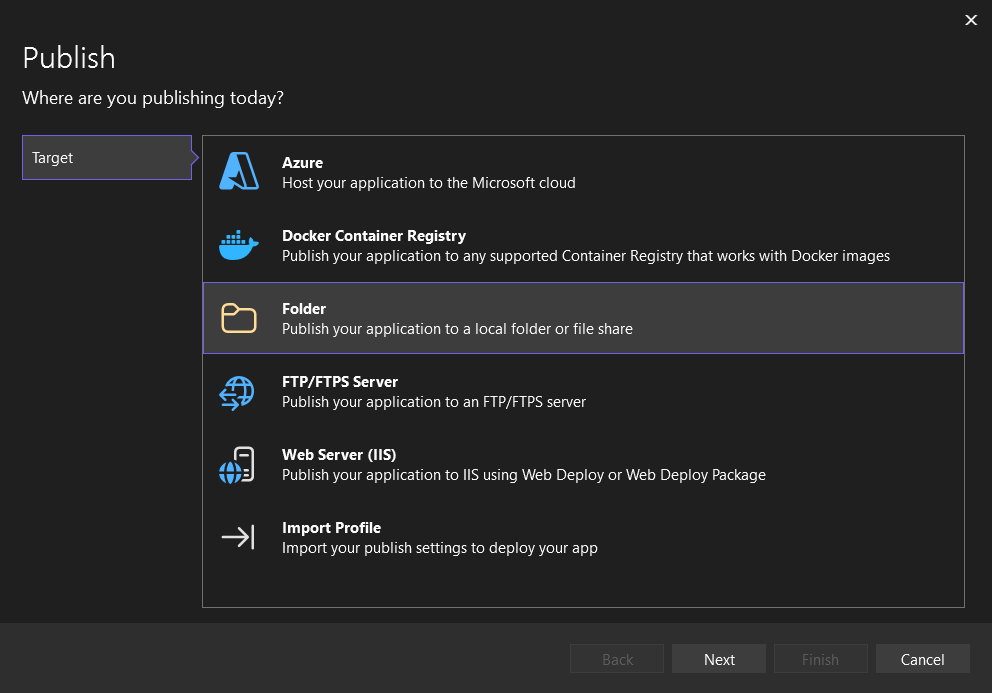 Publish
Where are you publishing today?
Target
Azure
Host your application to the Microsoft cloud
Docker Container Registry
Publish your application to any supported Container Registry that works with Docker images
Folder
Publish your application to a local folder or file share
FTP/FTPS Server
Publish your application to an FTP/FTPS server
Web Server (IIS)
Publish your application to IIS using Web Deploy or Web Deploy Package
Import Profile
Import your publish settings to deploy your app
Back
Next
Finish
Cancel